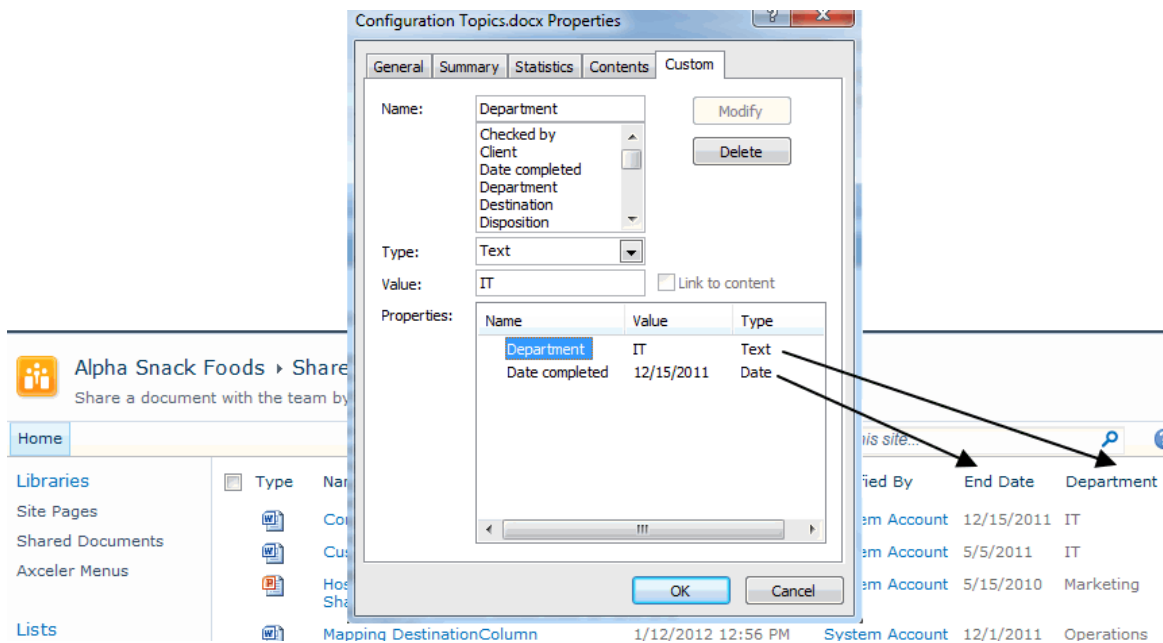 Configuration Topics.docx Properties
General Summary Statistics Contents Custom
Name: Department Modify
Checked by
Client
Date completed
Department
Destination
Disposition
Delete
Type: Text
Value: IT Link to content
Properties: Name Value Type
Department IT Text
Date completed 12/15/2011 Date
OK Cancel
Alpha Snack Foods Share
Share a document with the team by
Home
his site...
Libraries
Site Pages
Shared Documents
Axceler Menus
Lists
Type Nam ied By End Date Department
Co em Account 12/15/2011 IT
Cus em Account 5/5/2011 IT
Hos em Account 5/15/2010 Marketing
Sha
Mapping DestinationColumn 1/12/2012 12:56 PM System Account 12/1/2011 Operations